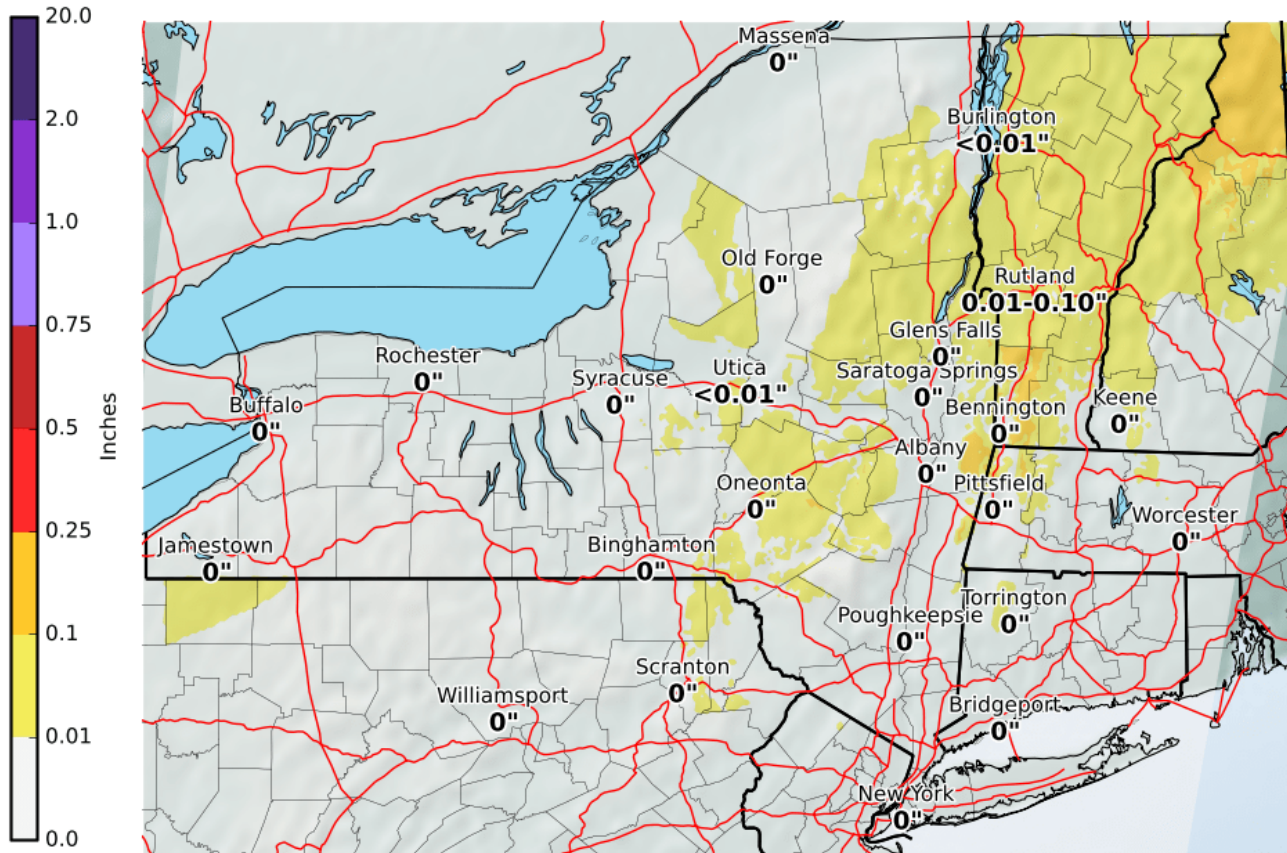 20.0
2.0
1.0
0.75
0.5
0.25
0.1
0.01
0.0
Inches
Massena
0"
Burlington
<0.01"
Old Forge
0"
Rutland
0.01-0.10"
Glens Falls
0"
Rochester
0"
Syracuse
0"
Utica
<0.01"
Saratoga Springs
0"
Buffalo
0"
Bennington
0"
Keene
0"
Albany
0"
Oneonta
0"
Pittsfield
0"
Worcester
0"
Jamestown
0"
Binghamton
0"
Poughkeepsie
0"
Torrington
0"
Scranton
0"
Williamsport
0"
Bridgeport
0"
New York
0"